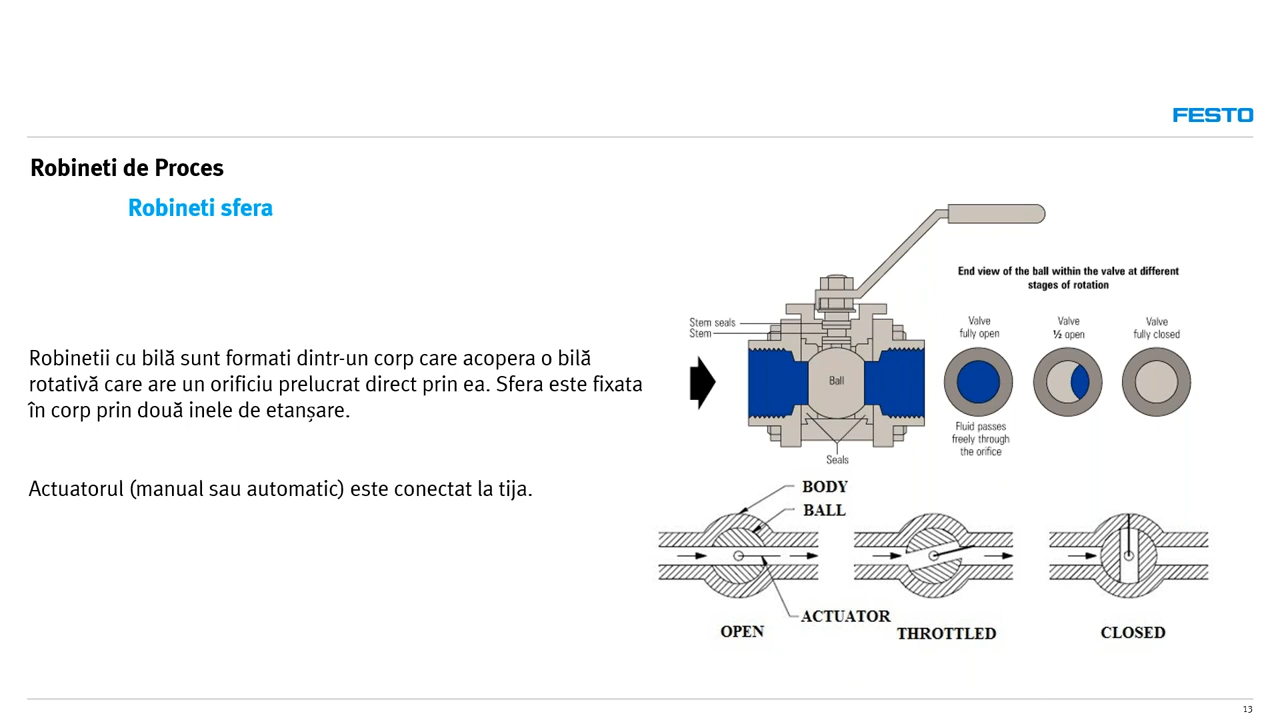 FESTO
Robineti de Proces
Robineti sfera
Robinetii cu bilă sunt formati dintr-un corp care acopera o bilă
rotativă care are un orificiu prelucrat direct prin ea. Sfera este fixata
în corp prin două inele de etanșare.
Actuatorul (manual sau automatic) este conectat la tija.
End view of the ball within the valve at different
stages of rotation
Stem seals
Stem
Ball
Seals
Valve
fully open
Valve
½ open
Valve
fully closed
Fluid passes
freely through
the orifice
BODY
BALL
ACTUATOR
OPEN
THROTTLED
CLOSED
13